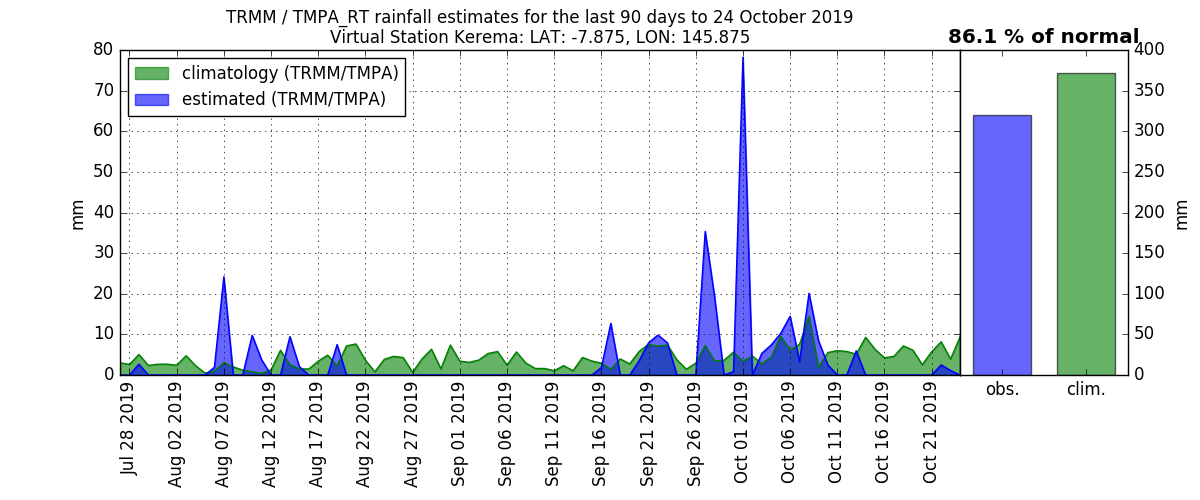 TRMM / TMPA_RT rainfall estimates for the last 90 days to 24 October 2019
Virtual Station Kerema: LAT: -7.875, LON: 145.875
86.1 % of normal
climatology (TRMM/TMPA)
estimated (TRMM/TMPA)
80
70
60
50
40
30
20
10
0
mm
400
350
300
250
200
150
100
50
0
mm
Jul 28 2019
Aug 02 2019
Aug 07 2019
Aug 12 2019
Aug 17 2019
Aug 22 2019
Aug 27 2019
Sep 01 2019
Sep 06 2019
Sep 11 2019
Sep 16 2019
Sep 21 2019
Sep 26 2019
Oct 01 2019
Oct 06 2019
Oct 11 2019
Oct 16 2019
Oct 21 2019
obs.
clim.